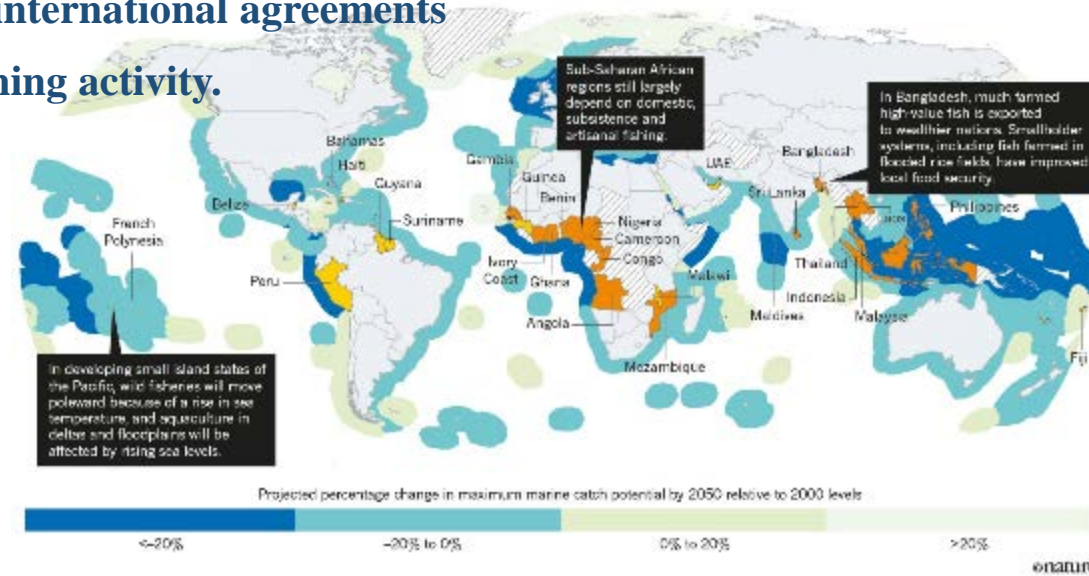 international agreements
ning activity.
Sub-Saharan African
regions still largely
depend on domestic,
subsistence and
artisanal fishing.
In Bangladesh, much farmed
high-value fish is exported
to wealthier nations. Smallholder
systems, including fish farmed in
flooded rice fields, have improved
local food security.
Bahamas
Haiti
Guyana
Belize
Suriname
French
Polynesia
Peru
Gambia
Guinea
Benin
UAE
Bangladesh
Sri Lanka
Laos
Philippines
Nigeria
Cameroon
Congo
Ivory
Coast
Ghana
Malawi
Thailand
Indonesia
Maldives
Malaysia
Angola
Mozambique
Fiji
In developing small island states of
the Pacific, wild fisheries will move
poleward because of a rise in sea
temperature, and aquaculture in
deltas and floodplains will be
affected by rising sea levels.
Projected percentage change in maximum marine catch potential by 2050 relative to 2000 levels
<–20%
–20% to 0%
0% to 20%
>20%
©nature